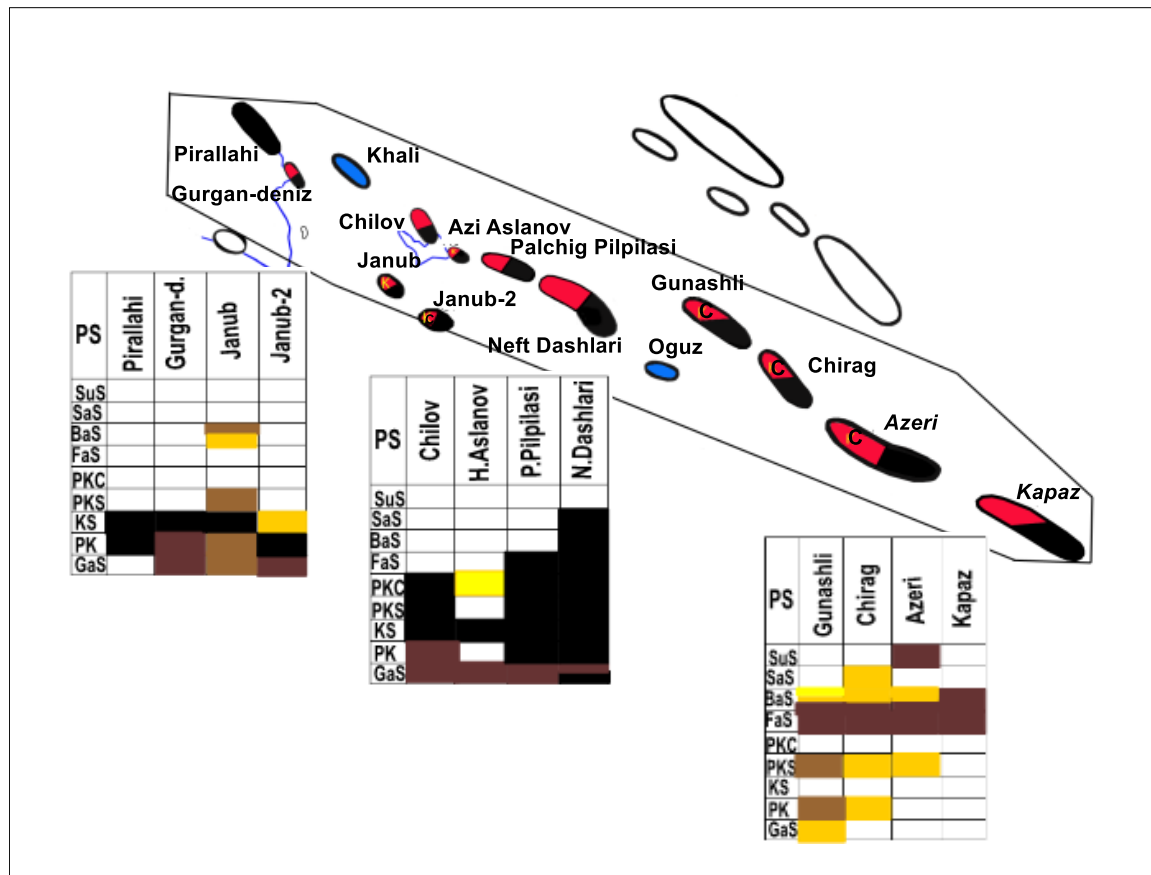 Pirallahi
Khali
Gurgan-deniz
Chilov
Azi Aslanov
Palchig Pilpilasi
Janub
K
Janub-2
C
Gunashli
C
Neft Dashlari
Oguz
Chirag
C
Azeri
C
Kapaz
PS Pirallahi Gurgan-d. Janub Janub-2
SuS
SaS
BaS
FaS
PKC
PKS
KS
PK
GaS
PS Chilov H.Aslanov P.Pilpilasi N.Dashlari
SuS
SaS
BaS
FaS
PKC
PKS
KS
PK
GaS
PS Gunashli Chirag Azeri Kapaz
SuS
SaS
BaS
FaS
PKC
PKS
KS
PK
GaS